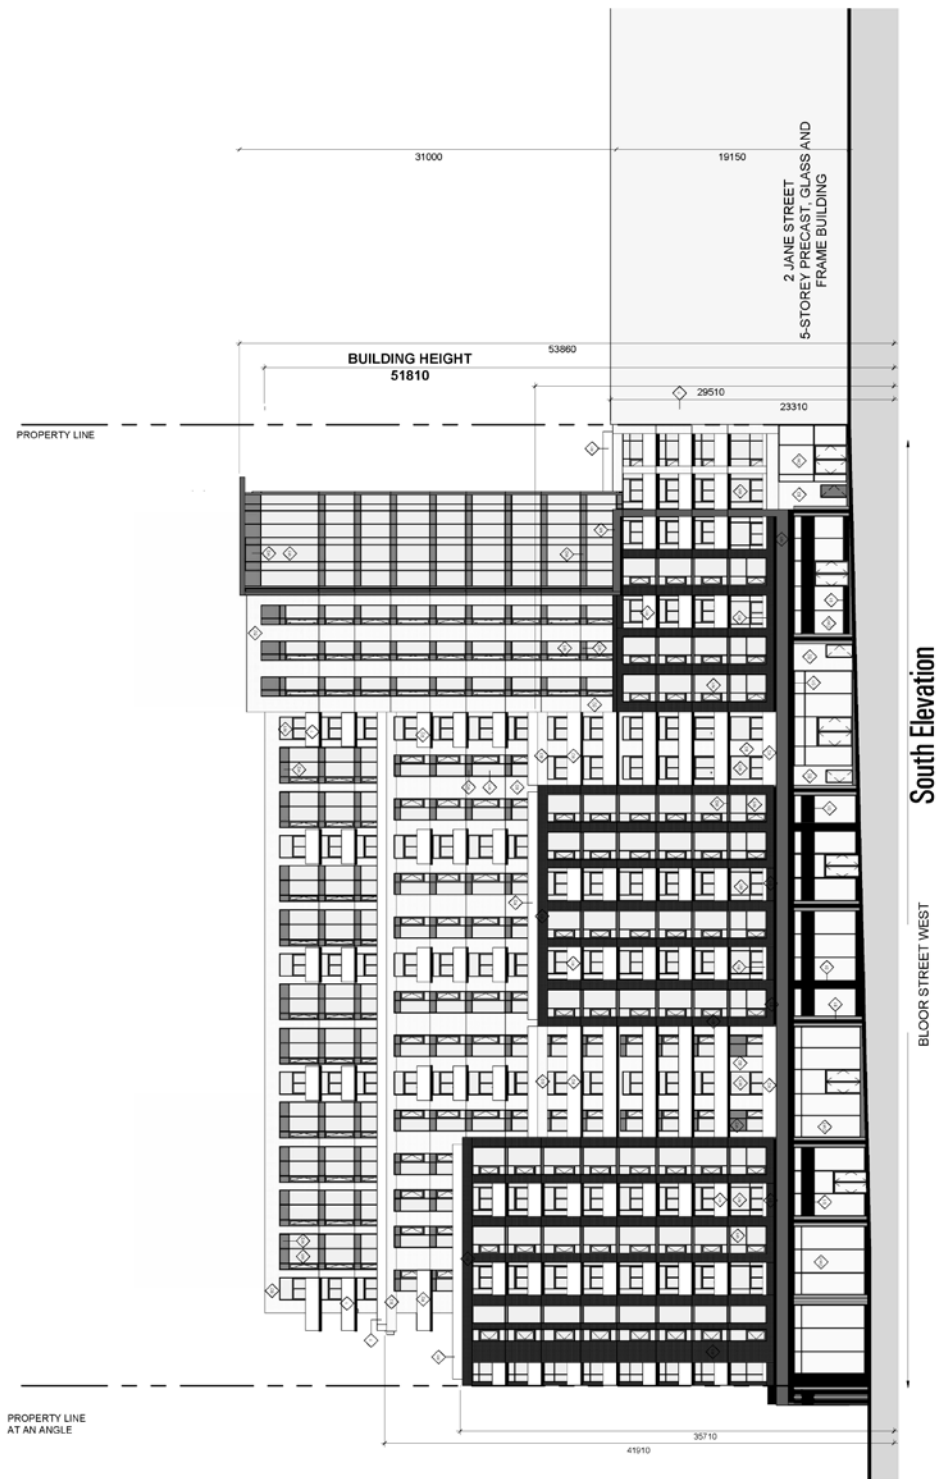 31000
19150
2 JANE STREET
5-STOREY PRECAST, GLASS AND
FRAME BUILDING
53860
BUILDING HEIGHT
51810
29510
23310
PROPERTY LINE
South Elevation
BLOOR STREET WEST
PROPERTY LINE
AT AN ANGLE
35710
41910